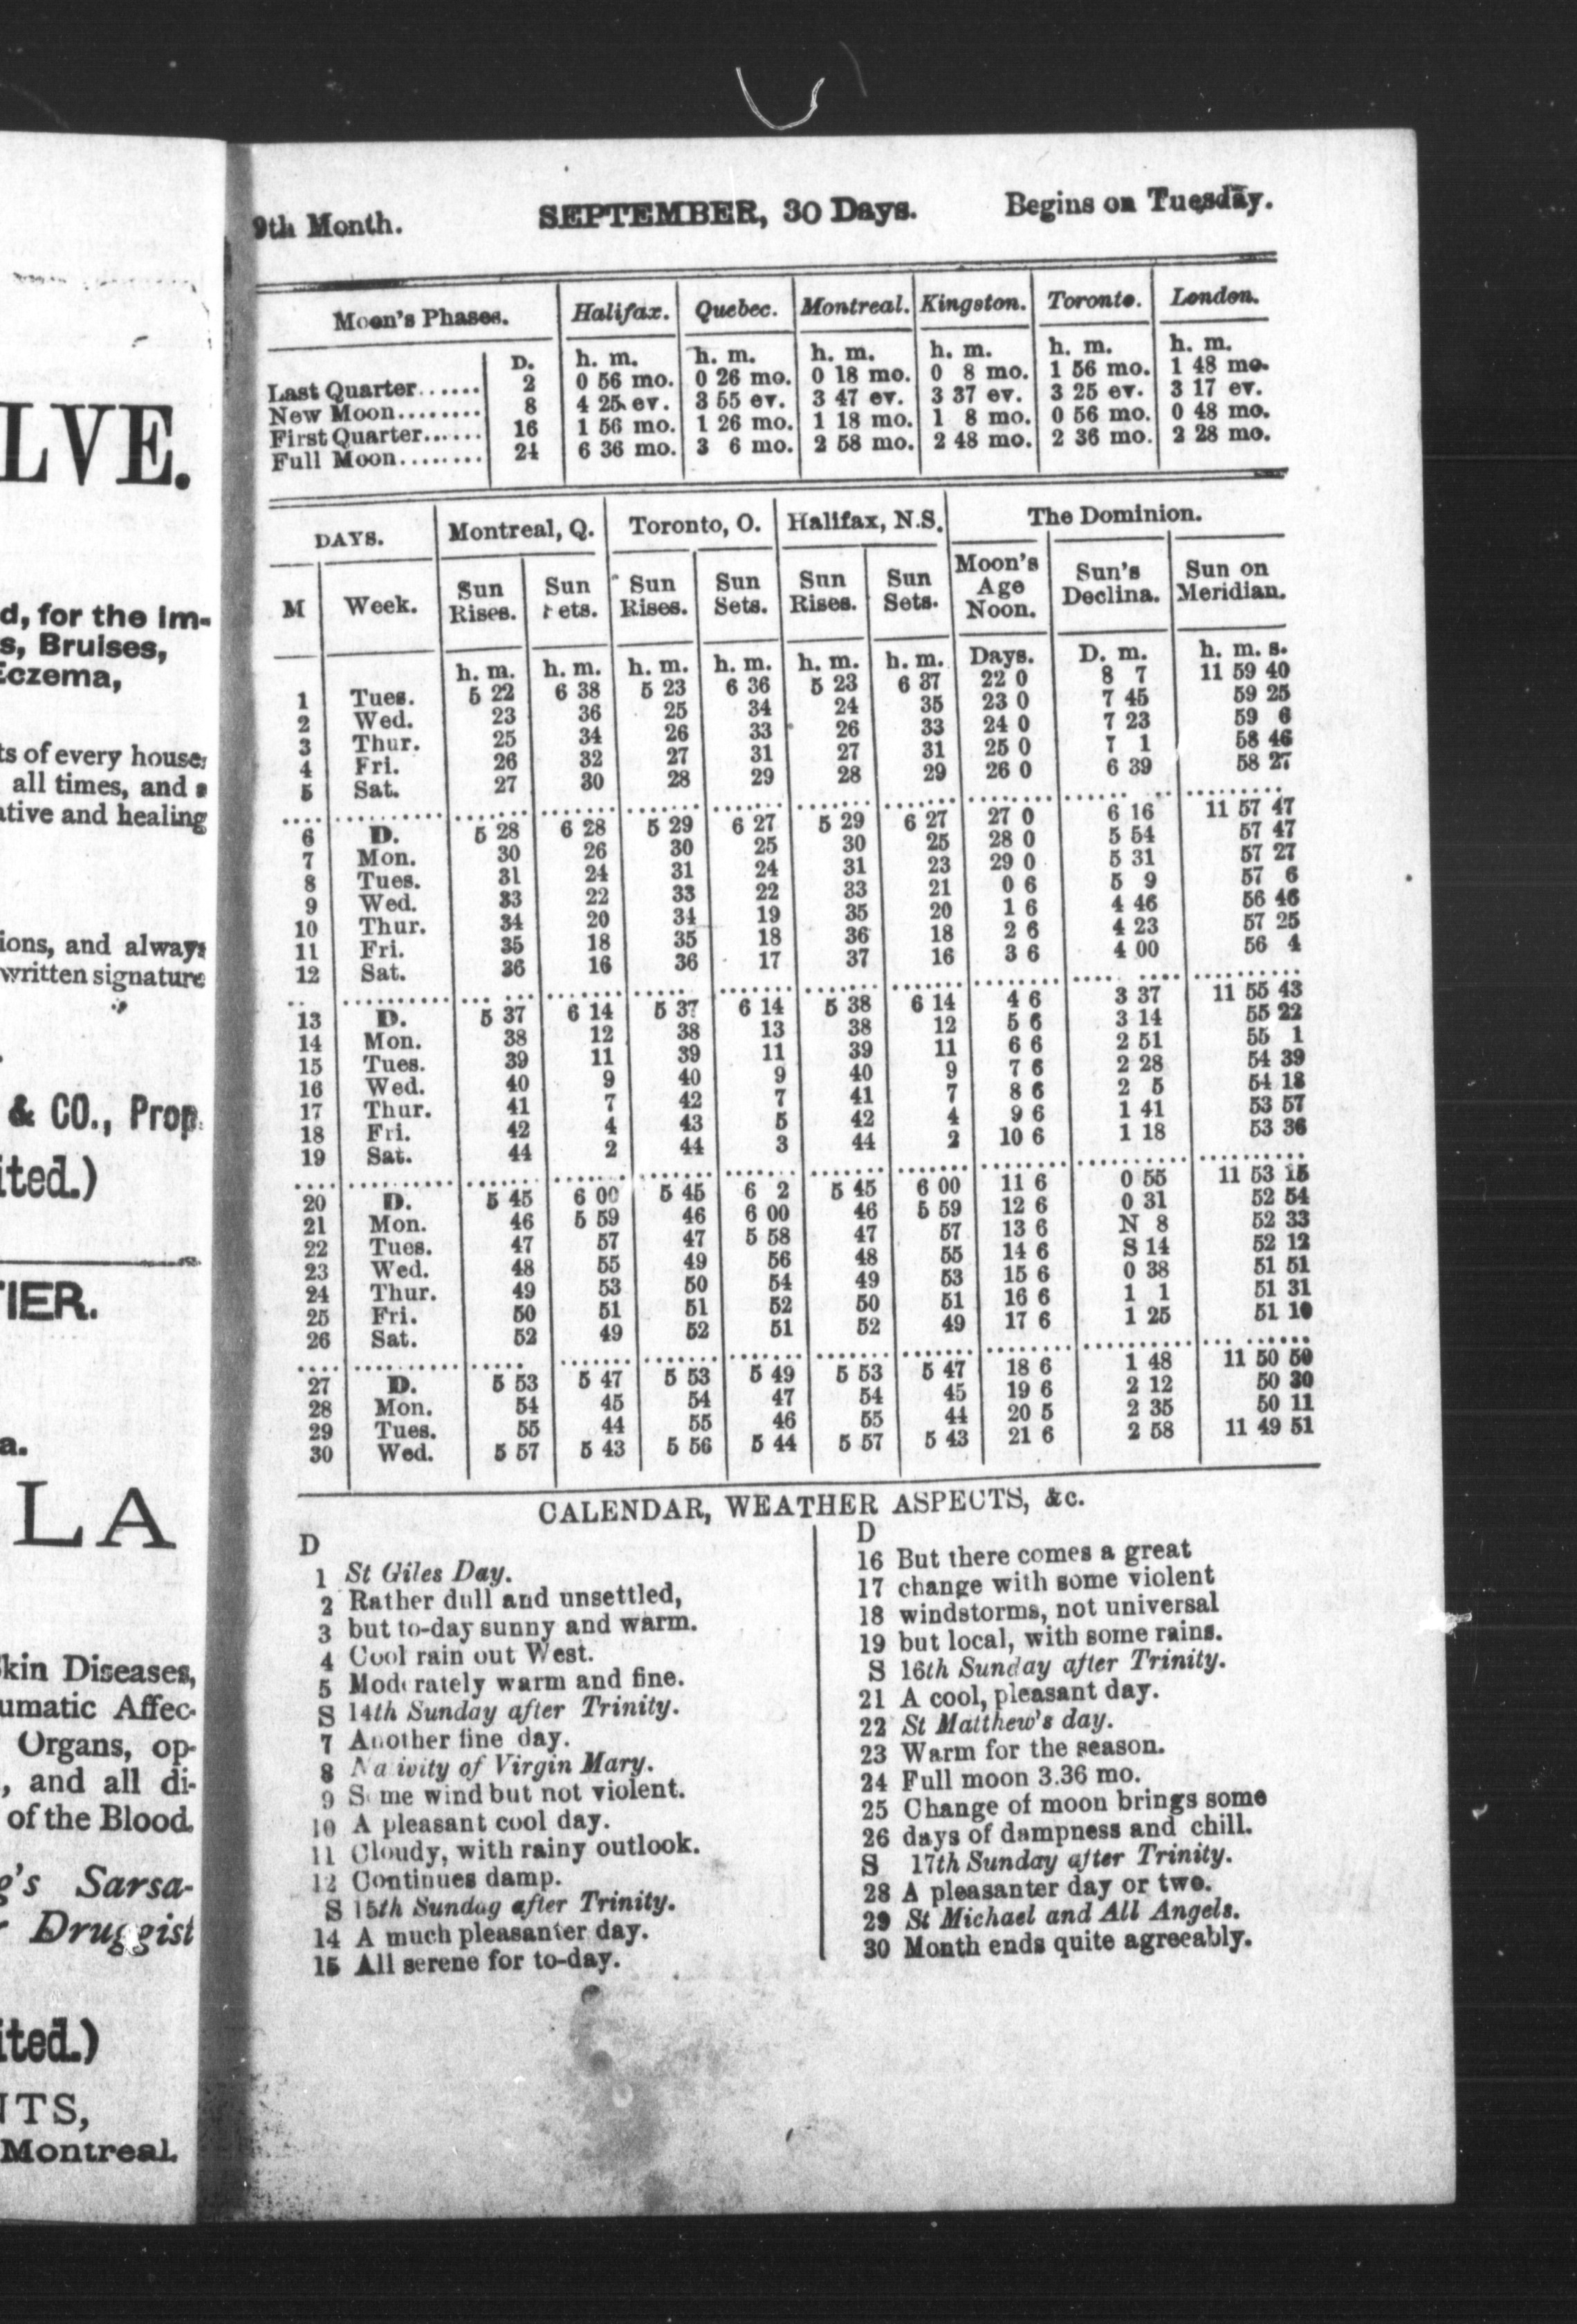 LVE.
d, for the Im-
s, Bruises,
Eczema,
ts of every house
all times, and a
ative and healing
ions, and always
written signature
& CO., Prop.
ited.)
TIER.
a.
LA
Skin Diseases,
umatic Affec-
Organs, op-
, and all di-
of the Blood.
g's Sarsa-
r Druggist
ited.)
NTS,
Montreal.
9th Month. SEPTEMBER, 30 Days. Begins on Tuesday.
Moon's Phases. Halifax. Quebec. Montreal. Kingston. Toronto. London.
D. h. m. h. m. h. m. h. m. h. m. h. m.
Last Quarter...... 2 0 56 mo. 0 26 mo. 0 18 mo. 0 8 mo. 1 56 mo. 1 48 mo.
New Moon........ 8 4 25 ev. 3 55 ev. 3 47 ev. 3 37 ev. 3 25 ev. 3 17 ev.
First Quarter...... 16 1 56 mo. 1 26 mo. 1 18 mo. 1 8 mo. 0 56 mo. 0 48 mo.
Full Moon........ 24 6 36 mo. 3 6 mo. 2 58 mo. 2 48 mo. 2 36 mo. 2 28 mo.
DAYS. Montreal, Q. Toronto, O. Halifax, N.S. The Dominion.
M Week. Sun Rises. Sun ets. Sun Rises. Sun Sets. Sun Rises. Sun Sets. Moon's Age Noon. Sun's Declina. Sun on Meridian.
h. m. h. m. h. m. h. m. h. m. h. m. Days. D. m. h. m. s.
1 Tues. 5 22 6 38 5 23 6 36 5 23 6 37 22 0 8 7 11 59 40
2 Wed. 23 36 25 34 24 35 23 0 7 45 59 25
3 Thur. 25 34 26 33 26 33 24 0 7 23 59 6
4 Fri. 26 32 27 31 27 31 25 0 7 1 58 46
5 Sat. 27 30 28 29 28 29 26 0 6 39 58 27
6 D. 5 28 6 28 5 29 6 27 5 29 6 27 27 0 6 16 11 57 47
7 Mon. 30 26 30 25 30 25 28 0 5 54 57 47
8 Tues. 31 24 31 24 31 23 29 0 5 31 57 27
9 Wed. 33 22 33 22 33 21 0 6 5 9 57 6
10 Thur. 34 20 34 19 35 20 1 6 4 46 56 46
11 Fri. 35 18 35 18 36 18 2 6 4 23 57 25
12 Sat. 36 16 36 17 37 16 3 6 4 00 56 4
13 D. 5 37 6 14 5 37 6 14 5 38 6 14 4 6 3 37 11 55 43
14 Mon. 38 12 38 13 38 12 5 6 3 14 55 22
15 Tues. 39 11 39 11 39 11 6 6 2 51 55 1
16 Wed. 40 9 40 9 40 9 7 6 2 28 54 39
17 Thur. 41 7 42 7 41 7 8 6 2 5 54 18
18 Fri. 42 4 43 5 42 4 9 6 1 41 53 57
19 Sat. 44 2 44 3 44 2 10 6 1 18 53 36
20 D. 5 45 6 00 5 45 6 2 5 45 6 00 11 6 0 55 11 53 15
21 Mon. 46 5 59 46 6 00 46 5 59 12 6 0 31 52 54
22 Tues. 47 57 47 5 58 47 57 13 6 N 8 52 33
23 Wed. 48 55 49 56 48 55 14 6 S 14 52 12
24 Thur. 49 53 50 54 49 53 15 6 0 38 51 51
25 Fri. 50 51 51 52 50 51 16 6 1 1 51 31
26 Sat. 52 49 52 51 52 49 17 6 1 25 51 10
27 D. 5 53 5 47 5 53 5 49 5 53 5 47 18 6 1 48 11 50 50
28 Mon. 54 45 54 47 54 45 19 6 2 12 50 30
29 Tues. 55 44 55 46 55 44 20 5 2 35 50 11
30 Wed. 5 57 5 43 5 56 5 44 5 57 5 43 21 6 2 58 11 49 51
CALENDAR, WEATHER ASPECTS, &c.
D
1 St Giles Day.
2 Rather dull and unsettled,
3 but to-day sunny and warm.
4 Cool rain out West.
5 Moderately warm and fine.
S 14th Sunday after Trinity.
7 Another fine day.
8 Nativity of Virgin Mary.
9 Some wind but not violent.
10 A pleasant cool day.
11 Cloudy, with rainy outlook.
12 Continues damp.
S 15th Sunday after Trinity.
14 A much pleasanter day.
15 All serene for to-day.
D
16 But there comes a great
17 change with some violent
18 windstorms, not universal
19 but local, with some rains.
S 16th Sunday after Trinity.
21 A cool, pleasant day.
22 St Matthew's day.
23 Warm for the season.
24 Full moon 3.36 mo.
25 Change of moon brings some
26 days of dampness and chill.
S 17th Sunday after Trinity.
28 A pleasanter day or two.
29 St Michael and All Angels.
30 Month ends quite agreeably.